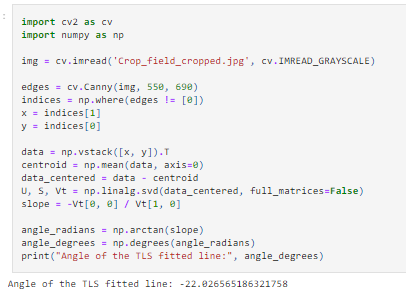 import cv2 as cv
import numpy as np
img = cv.imread('Crop_field_cropped.jpg', cv.IMREAD_GRAYSCALE)
edges = cv.Canny(img, 550, 690)
indices = np.where(edges != [0])
x = indices[1]
y = indices[0]
data = np.vstack([x, y]).T
centroid = np.mean(data, axis=0)
data_centered = data - centroid
U, S, Vt = np.linalg.svd(data_centered, full_matrices=False)
slope = -Vt[0, 0] / Vt[1, 0]
angle_radians = np.arctan(slope)
angle_degrees = np.degrees(angle_radians)
print("Angle of the TLS fitted line:", angle_degrees)
Angle of the TLS fitted line: -22.026565186321758